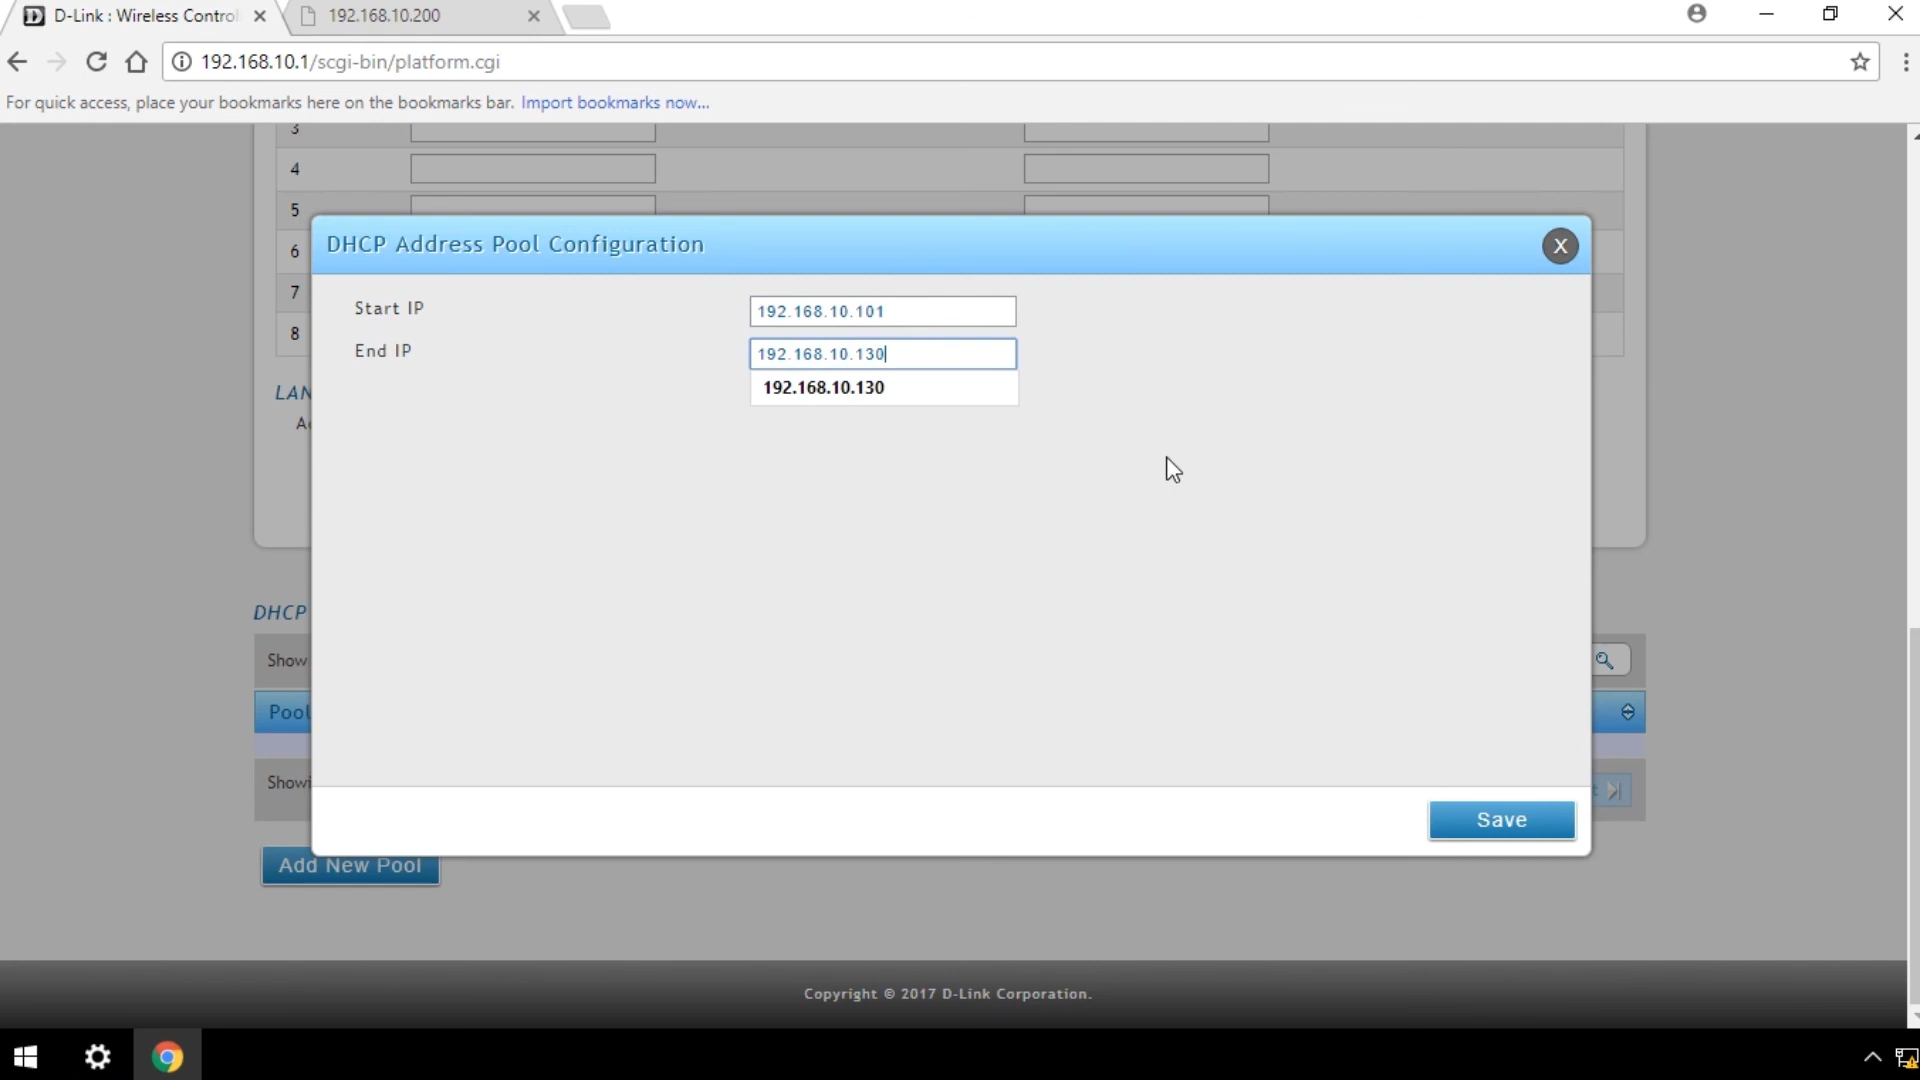 D-Link : Wireless Control
192.168.10.200
192.168.10.1/scgi-bin/platform.cgi
For quick access, place your bookmarks here on the bookmarks bar. Import bookmarks now...
3
4
5
6
7
8
DHCP Address Pool Configuration
X
Start IP
192.168.10.101
End IP
192.168.10.130
192.168.10.130
LAN
DHCP
Show
Pool
Save
Add New Pool
Copyright © 2017 D-Link Corporation.